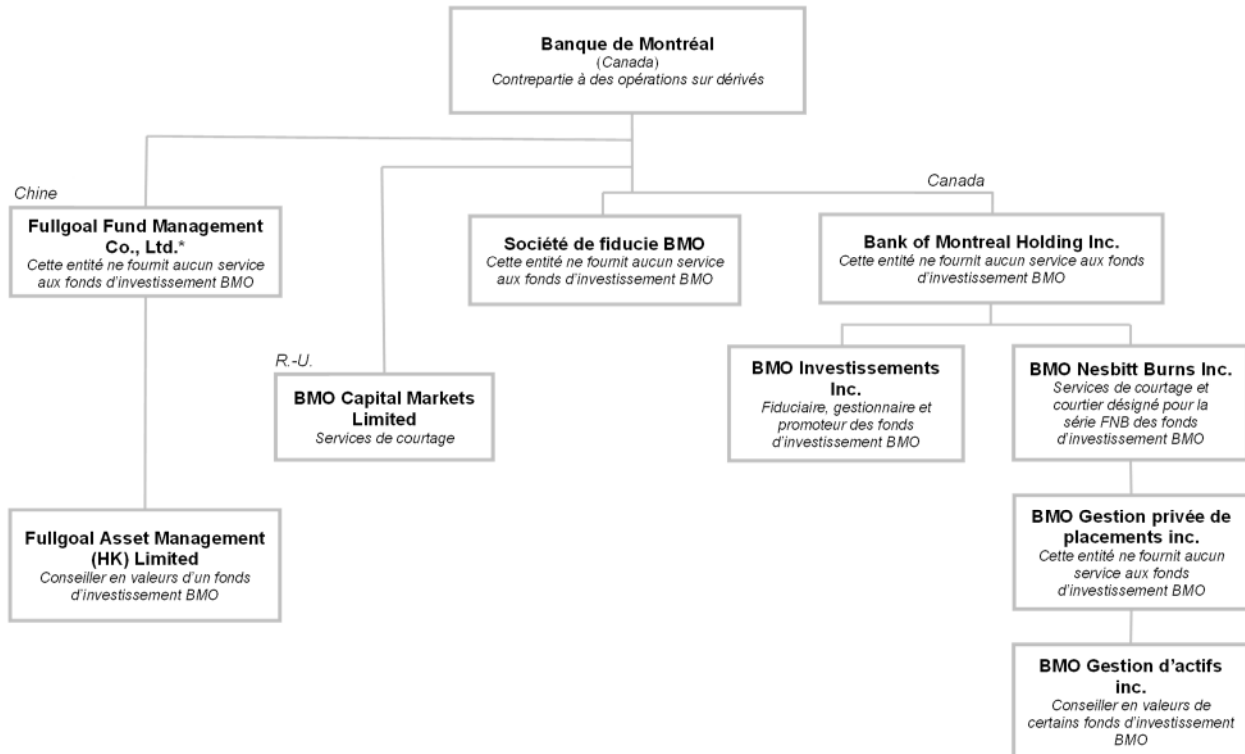 Banque de Montréal
(Canada)
Contrepartie à des opérations sur dérivés
Chine
Canada
Fullgoal Fund Management
Co., Ltd.*
Cette entité ne fournit aucun service
aux fonds d'investissement BMO
Société de fiducie BMO
Cette entité ne fournit aucun service
aux fonds d'investissement BMO
Bank of Montreal Holding Inc.
Cette entité ne fournit aucun service aux fonds
d'investissement BMO
R.-U.
BMO Capital Markets
Limited
Services de courtage
BMO Investissements
Inc.
Fiduciaire, gestionnaire et
promoteur des fonds
d'investissement BMO
BMO Nesbitt Burns Inc.
Services de courtage et
courtier désigné pour la
série FNB des fonds
d'investissement BMO
Fullgoal Asset Management
(HK) Limited
Conseiller en valeurs d'un fonds
d'investissement BMO
BMO Gestion privée de
placements inc.
Cette entité ne fournit aucun
service aux fonds
d'investissement BMO
BMO Gestion d'actifs
inc.
Conseiller en valeurs de
certains fonds d'investissement
BMO